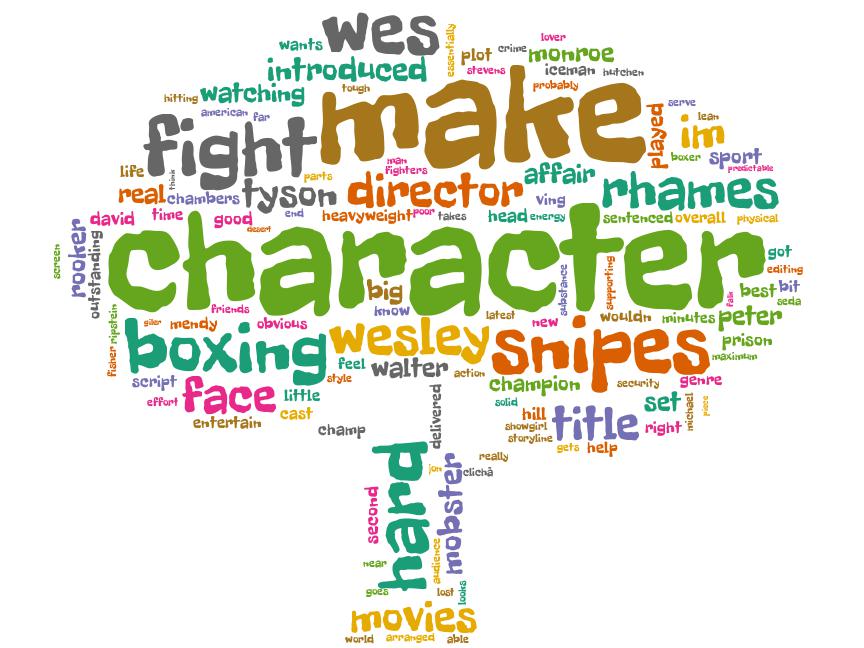 wants wes essentially plot crime lover monroe
introduced stevens iceman hutchen
hitting watching tough make probably
american far fight played serve lean im
life think parts man fighters affair boxer sport predictable
real chambers tyson director ving rhames
david time good end heavyweight poor takes head energy sentenced overall physical
desert
screen rooker outstanding character got
editing
big know substance supporting best bit
seda
friends latest new wouldn minutes falk peter
ripstein giler mendy obvious
boxing wesley snipes prison
maximum
fisher feel walter action
script style champion security genre
effort face little solid set michael piece
entertain cast hill title right
showgirl
champ delivered storyline gets help
really
hard jon mobster clichã
second audience
near
goes lost looks
movies
world arranged able